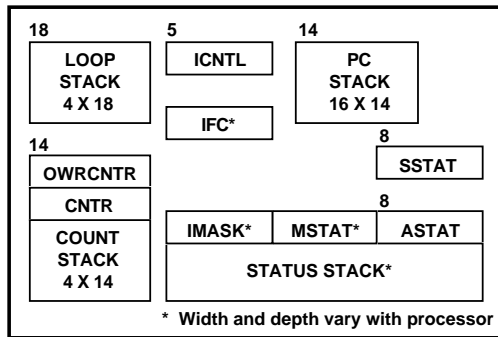 18
LOOP
STACK
4 X 18
5
ICNTL
IFC*
14
PC
STACK
16 X 14
8
SSTAT
14
OWRCNTR
CNTR
COUNT
STACK
4 X 14
8
IMASK*
MSTAT*
ASTAT
STATUS STACK*
* Width and depth vary with processor